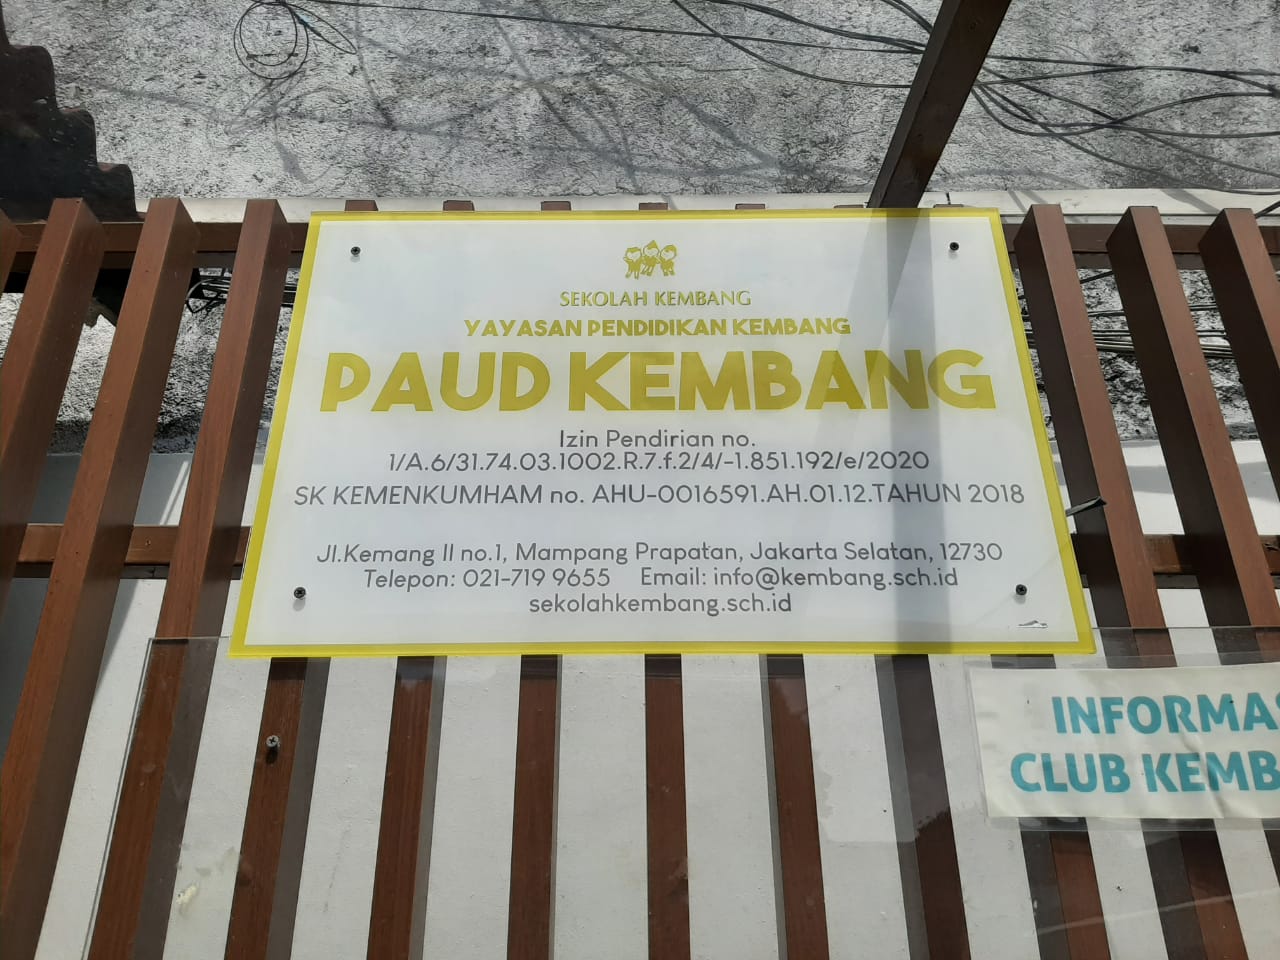 SEKOLAH KEMBANG
YAYASAN PENDIDIKAN KEMBANG
PAUD KEMBANG
Izin Pendirian no.
1/A.6/31.74.03.1002.R.7.f.2/4/-1.851.192/e/2020
SK KEMENKUMHAM no. AHU-0016591.AH.01.12.TAHUN 2018
Jl.Kemang II no.1, Mampang Prapatan, Jakarta Selatan, 12730
Telepon: 021-719 9655 Email: info@kembang.sch.id
sekolahkembang.sch.id
INFORMAS
CLUB KEMB